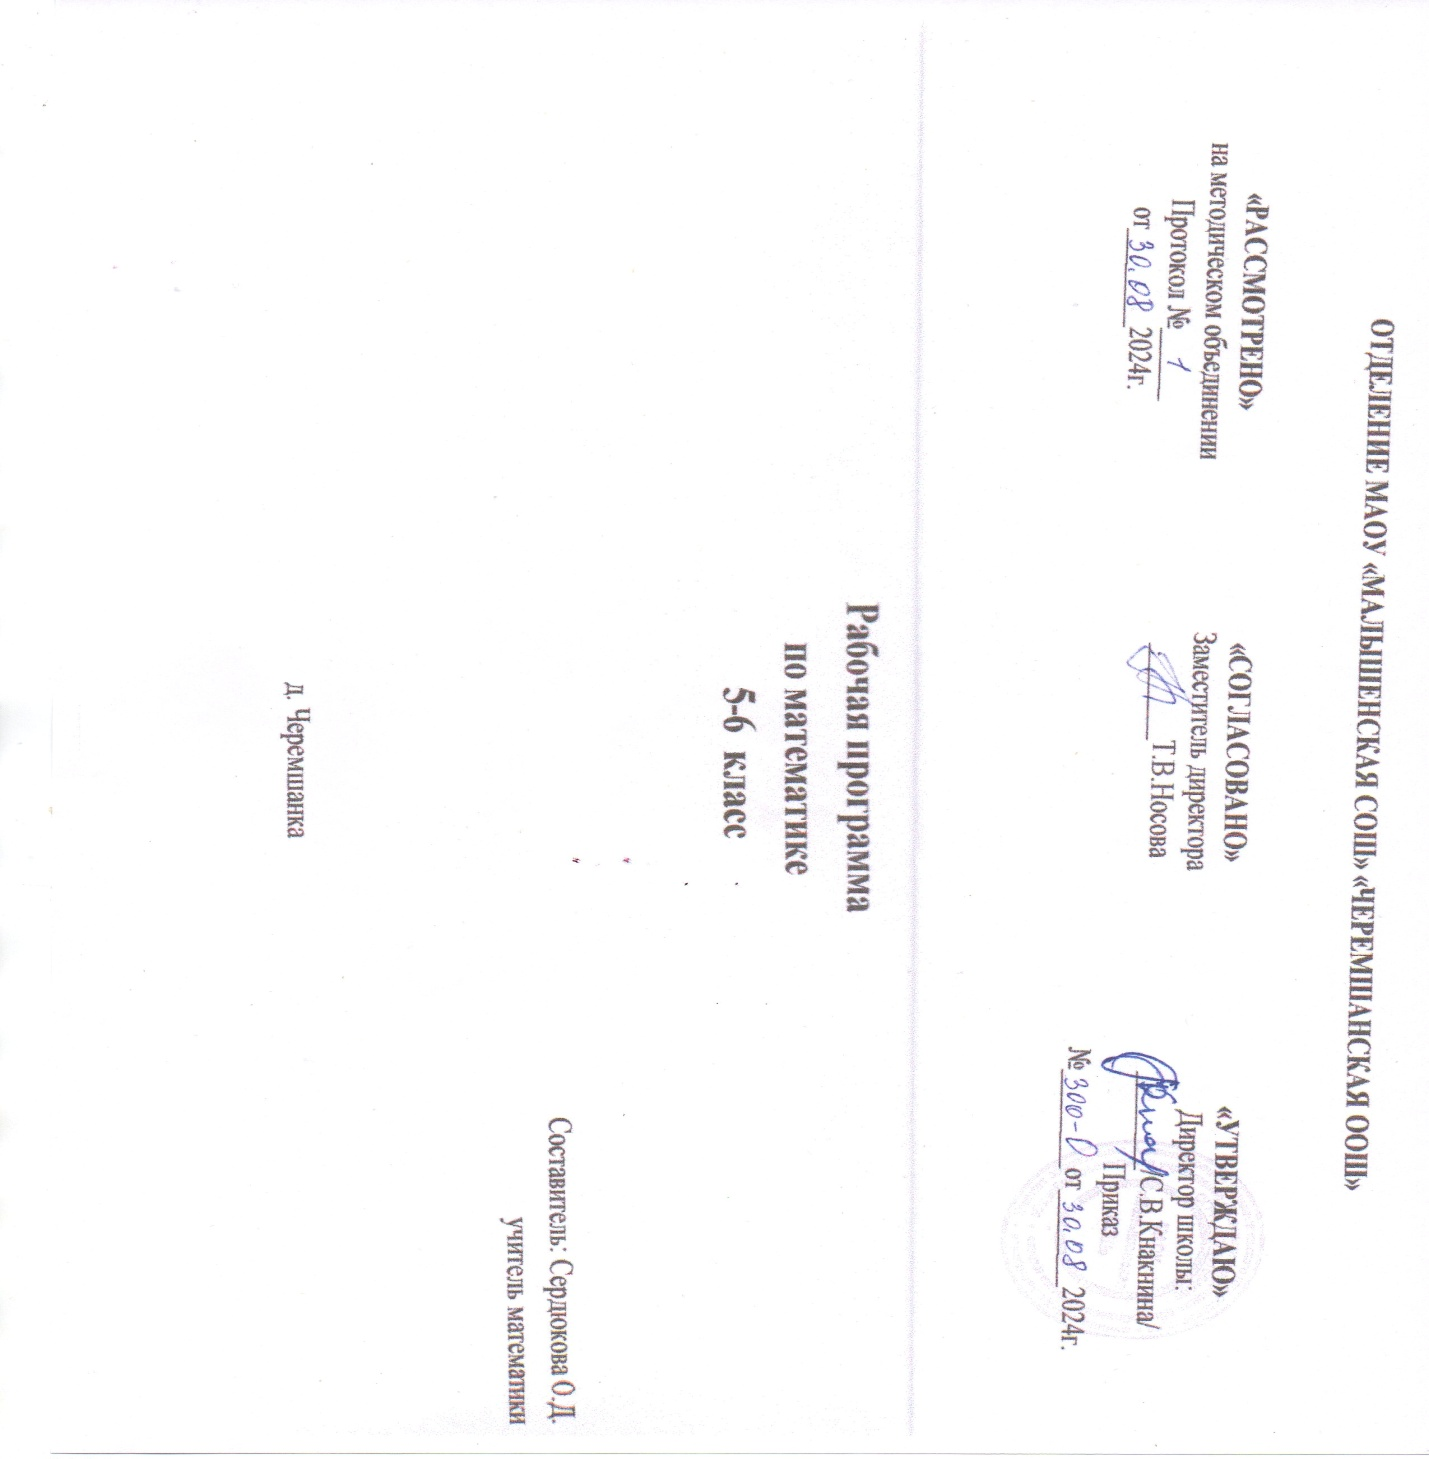 ОТДЕЛЕНИЕ МАОУ «МАЛЫШЕНСКАЯ СОШ» «ЧЕРЕМШАНСКАЯ ООШ»
«РАССМОТРЕНО»
на методическом объединении
Протокол № 1
от 30.08 2024г.
«СОГЛАСОВАНО»
Заместитель директора
Т.В.Носова
«УТВЕРЖДАЮ»
Директор школы:
/С.В.Кнакнина/
Приказ
№ 300-О от 30.08 2024г.
Рабочая программа
по математике
5-6 класс
Составитель: Сердюкова О.Д.
учитель математики
д. Черемшанка